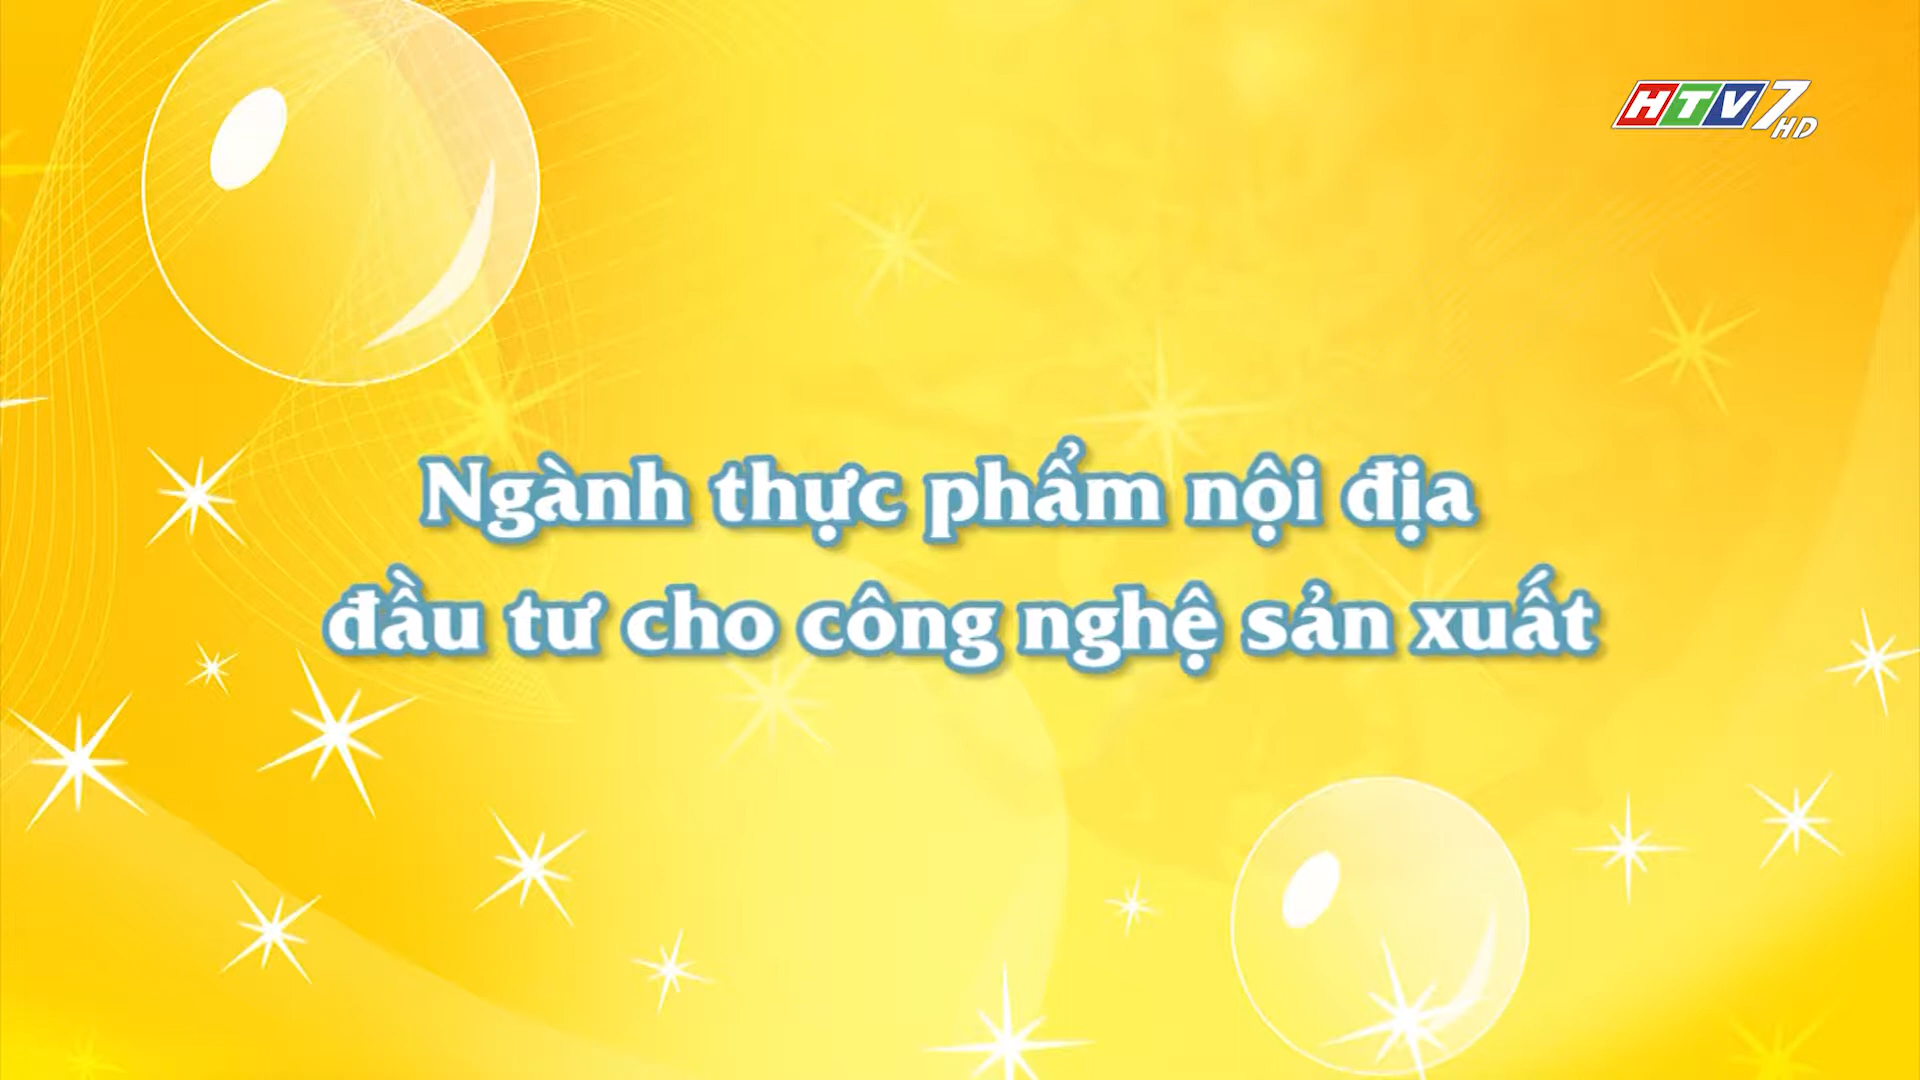 HTV7
HD
Ngành thực phẩm nội địa
đầu tư cho công nghệ sản xuất